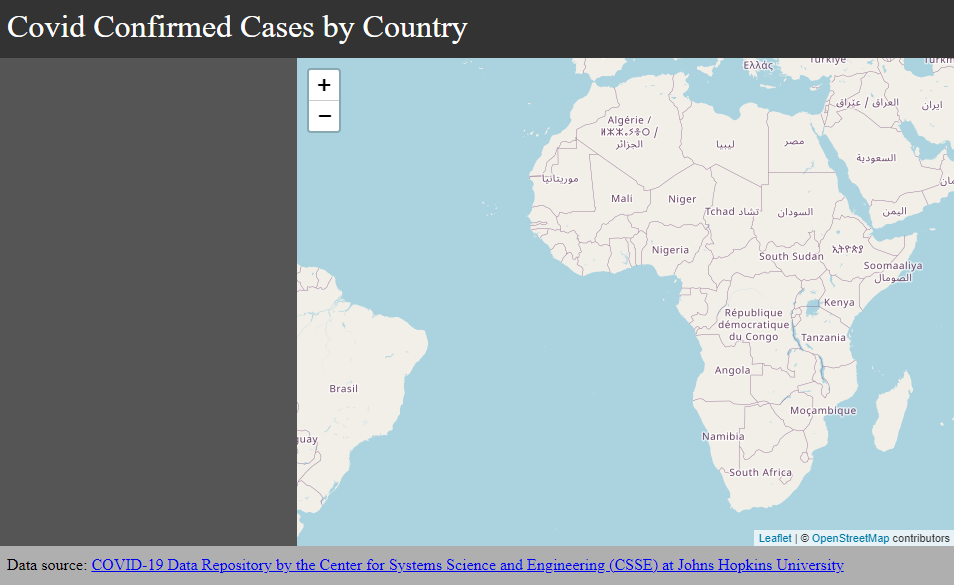 Covid Confirmed Cases by Country
+
−
Ελλάς
Türkiye
Algérie /
ⵍⵣⵣⴰⵢⴻⵔ /
الجزائر
ليبيا
مصر
العراق / عێراق
ایران
السعودية
موريتانيا
Mali
Niger
Tchad تشاد
السودان
اليمن
Nigeria
South Sudan
ኢትዮጵያ
Soomaaliya
الصومال
Kenya
République
démocratique
du Congo
Tanzania
Angola
Brasil
Moçambique
guay
Namibia
South Africa
Leaflet | © OpenStreetMap contributors
Data source: COVID-19 Data Repository by the Center for Systems Science and Engineering (CSSE) at Johns Hopkins University